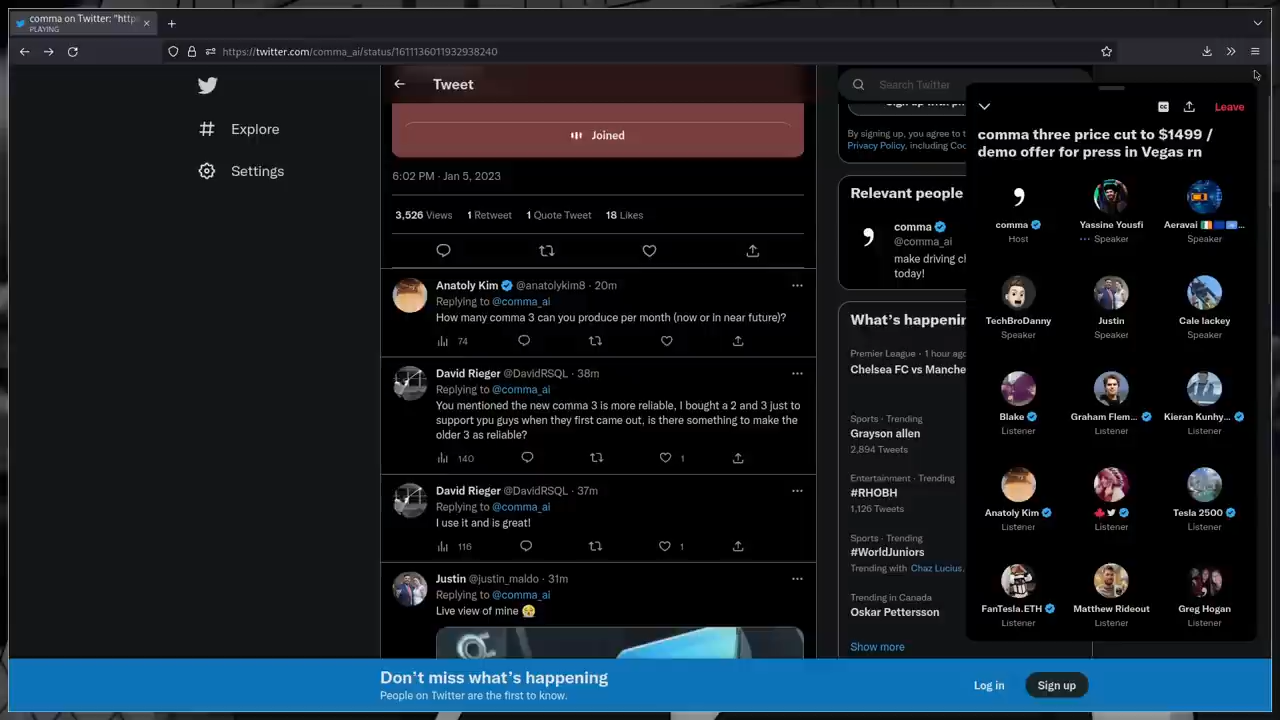 comma on Twitter: "http
PLAYING
https://twitter.com/comma_ai/status/1611136011932938240
Explore
Settings
Tweet
Joined
6:02 PM · Jan 5, 2023
3,526 Views 1 Retweet 1 Quote Tweet 18 Likes
Anatoly Kim @anatolykim8 · 20m
Replying to @comma_ai
How many comma 3 can you produce per month (now or in near future)?
74
David Rieger @DavidRSQL · 38m
Replying to @comma_ai
You mentioned the new comma 3 is more reliable, I bought a 2 and 3 just to
support ypu guys when they first came out, is there something to make the
older 3 as reliable?
140 1
David Rieger @DavidRSQL · 37m
Replying to @comma_ai
I use it and is great!
116 1
Justin @justin_maldo · 31m
Replying to @comma_ai
Live view of mine 😭
Search Twitter
By signing up, you agree to
Privacy Policy, including Coo
Relevant people
comma
@comma_ai
make driving
today!
What's happenin
Premier League · 1 hour ago
Chelsea FC vs Manche
Sports · Trending
Grayson allen
2,894 Tweets
Entertainment · Trending
#RHOBH
1,126 Tweets
Sports · Trending
#WorldJuniors
Trending with Chaz Lucius,
Trending in Canada
Oskar Pettersson
Show more
CC
Leave
comma three price cut to $1499 /
demo offer for press in Vegas rn
comma Yassine Yousfi Aeravai 🇮🇪 🇪🇺 ...
Host ••• Speaker Speaker
TechBroDanny Justin Cale lackey
Speaker Speaker Speaker
Blake Graham Flem... Kieran Kunhy...
Listener Listener Listener
Anatoly Kim 🍁 Tesla 2500
Listener Listener Listener
FanTesla.ETH Matthew Rideout Greg Hogan
Listener Listener Listener
Don't miss what's happening
People on Twitter are the first to know.
Log in
Sign up